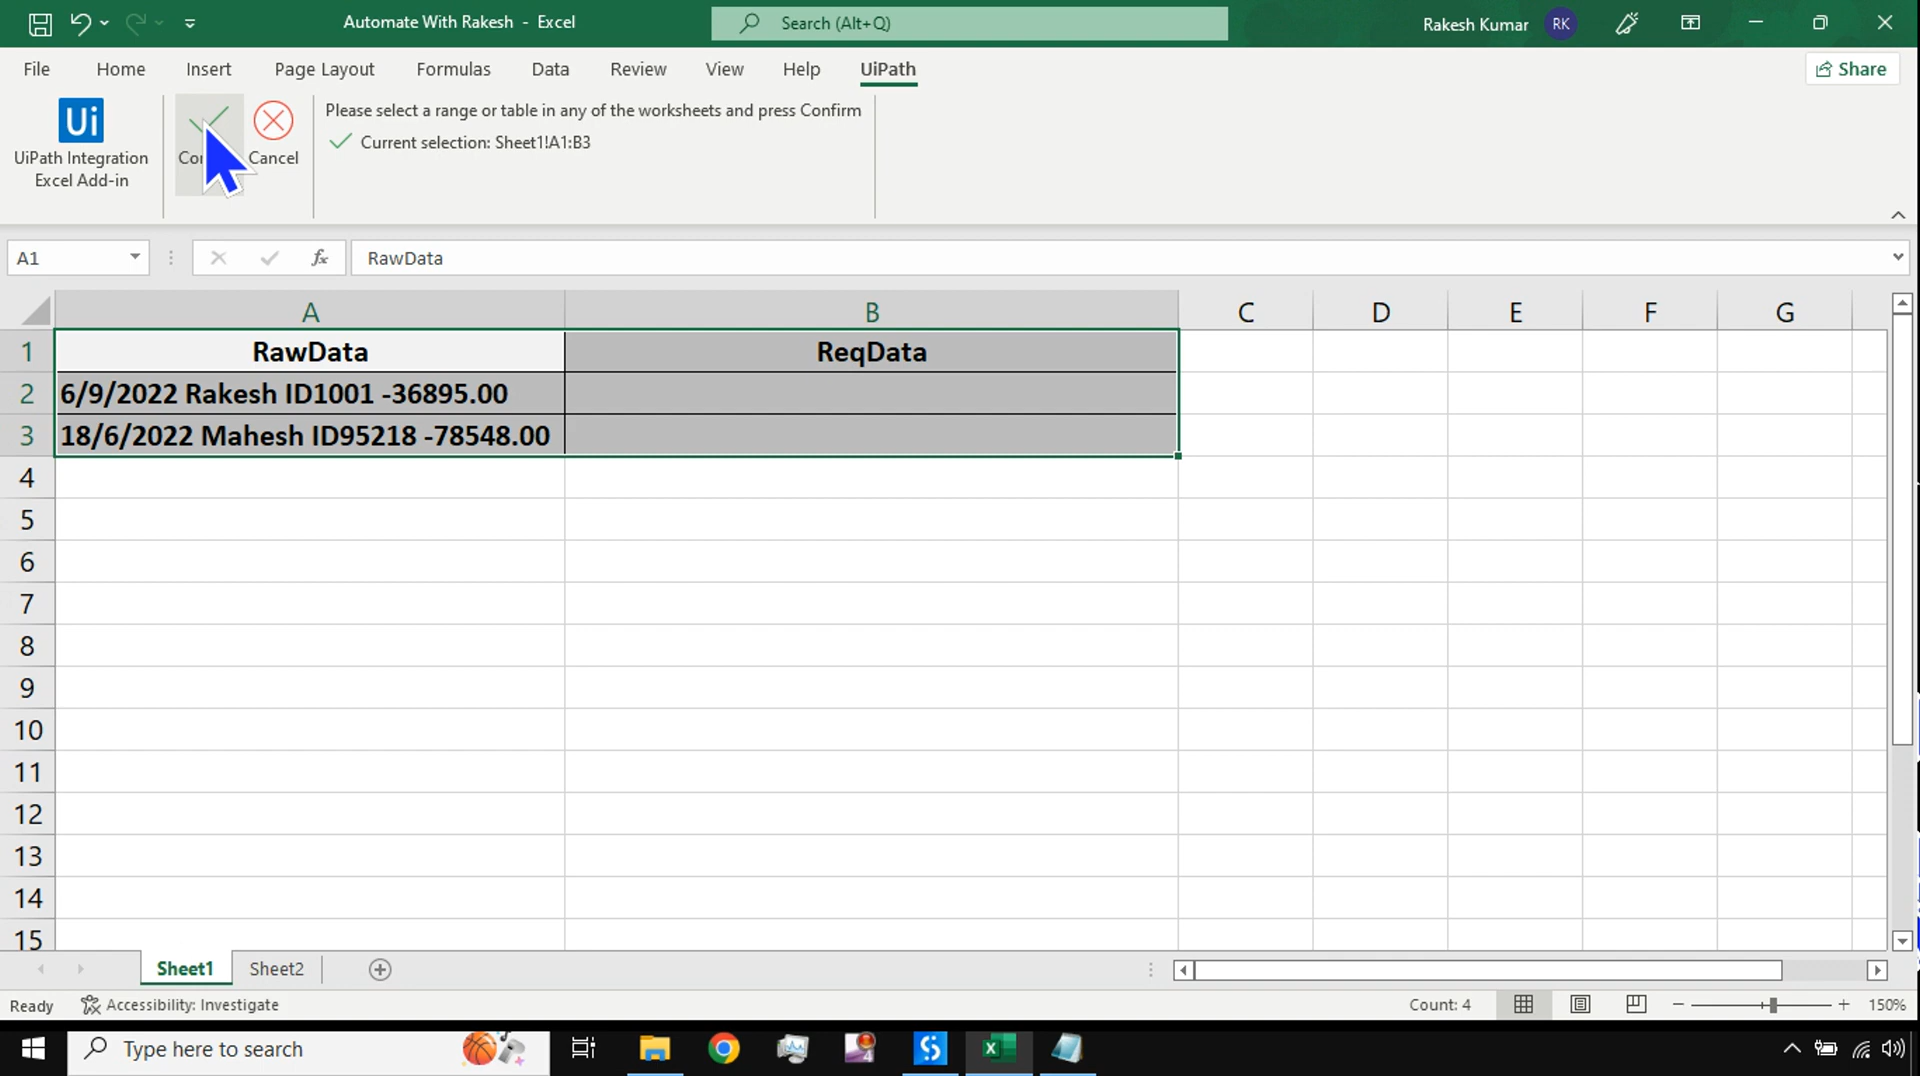 Automate With Rakesh - Excel
Search (Alt+Q)
Rakesh Kumar RK
File Home Insert Page Layout Formulas Data Review View Help UiPath
Share
Ui
UiPath Integration
Excel Add-in
Cancel
Please select a range or table in any of the worksheets and press Confirm
Current selection: Sheet1!A1:B3
A1
fx
RawData
A B C D E F G
1 RawData ReqData
2 6/9/2022 Rakesh ID1001 -36895.00
3 18/6/2022 Mahesh ID95218 -78548.00
4
5
6
7
8
9
10
11
12
13
14
15
Sheet1 Sheet2
Ready Accessibility: Investigate Count: 4 150%
Type here to search